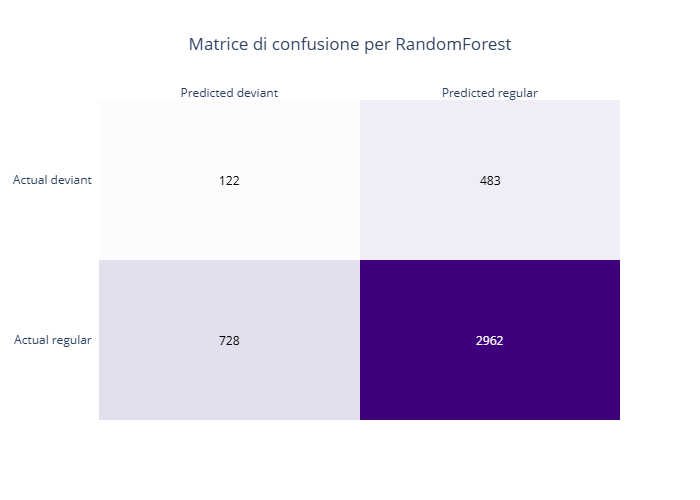 Matrice di confusione per RandomForest
Predicted deviant Predicted regular
Actual deviant 122 483
Actual regular 728 2962